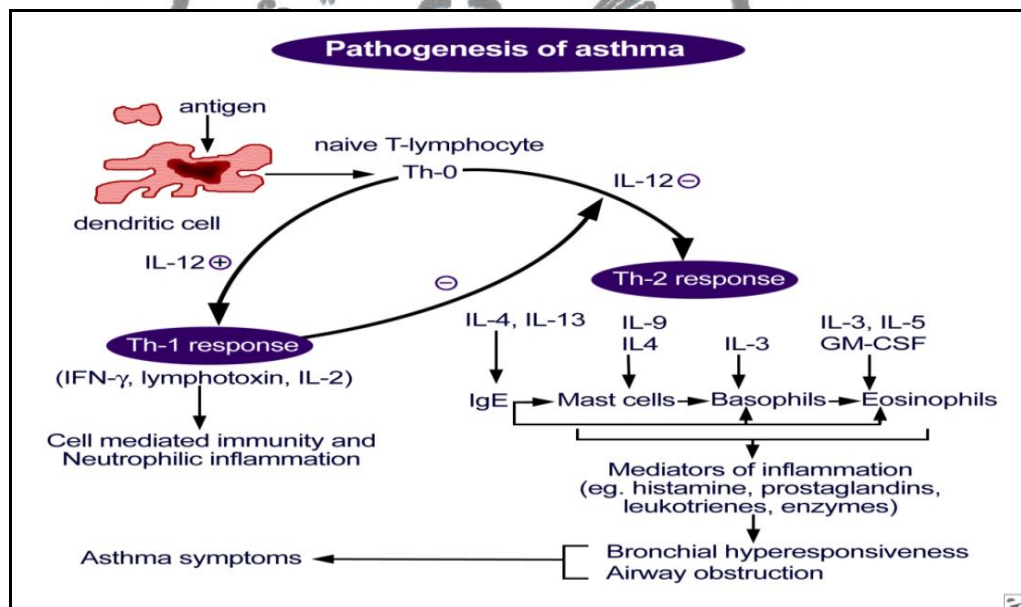 Pathogenesis of asthma
antigen
naive T-lymphocyte
Th-0
dendritic cell
IL-12 ⊕
IL-12 ⊖
⊖
Th-2 response
Th-1 response
(IFN-γ, lymphotoxin, IL-2)
Cell mediated immunity and
Neutrophilic inflammation
IL-4, IL-13
IL-9
IL4
IL-3
IL-3, IL-5
GM-CSF
IgE
Mast cells
Basophils
Eosinophils
Mediators of inflammation
(eg. histamine, prostaglandins,
leukotrienes, enzymes)
Bronchial hyperesponsiveness
Airway obstruction
Asthma symptoms